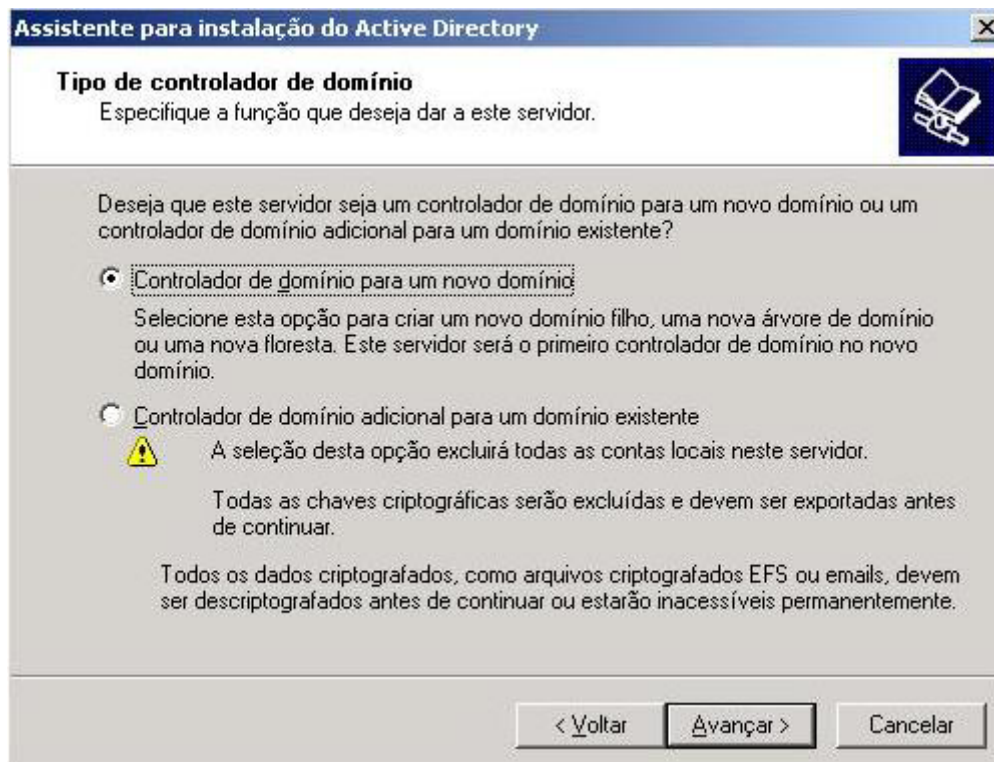 Assistente para instalação do Active Directory
Tipo de controlador de domínio
Especifique a função que deseja dar a este servidor.
Deseja que este servidor seja um controlador de domínio para um novo domínio ou um
controlador de domínio adicional para um domínio existente?
Controlador de domínio para um novo domínio
Selecione esta opção para criar um novo domínio filho, uma nova árvore de domínio
ou uma nova floresta. Este servidor será o primeiro controlador de domínio no novo
domínio.
Controlador de domínio adicional para um domínio existente
A seleção desta opção excluirá todas as contas locais neste servidor.
Todas as chaves criptográficas serão excluídas e devem ser exportadas antes
de continuar.
Todos os dados criptografados, como arquivos criptografados EFS ou emails, devem
ser descriptografados antes de continuar ou estarão inacessíveis permanentemente.
< Voltar Avançar > Cancelar